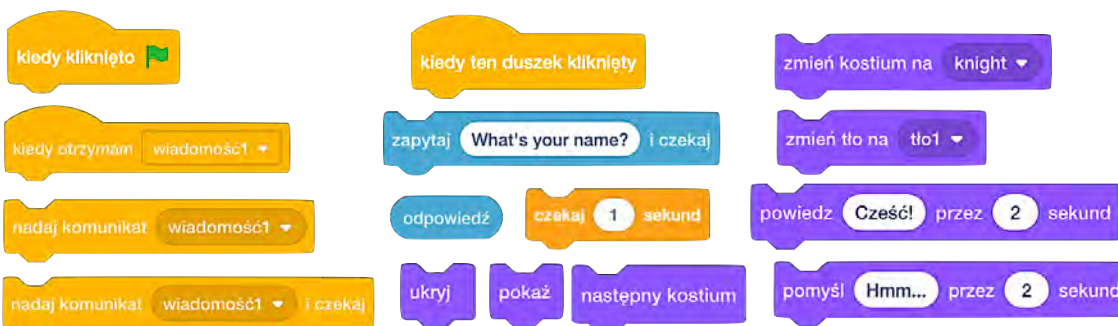 kiedy kliknięto
kiedy otrzymam wiadomość1
nadaj komunikat wiadomość1
nadaj komunikat wiadomość1 i czekaj
kiedy ten duszek kliknięty
zapytaj What's your name? i czekaj
odpowiedź
czekaj 1 sekund
ukryj
pokaż
następny kostium
zmień kostium na knight
zmień tło na tło1
powiedz Cześć! przez 2 sekund
pomyśl Hmm... przez 2 sekund